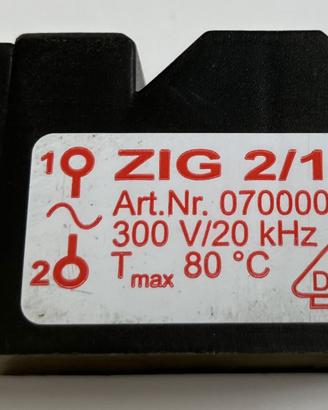 1 ZIG 2/1
Art.Nr. 070000
300 V/20 kHz
2 Tmax 80 °C
D